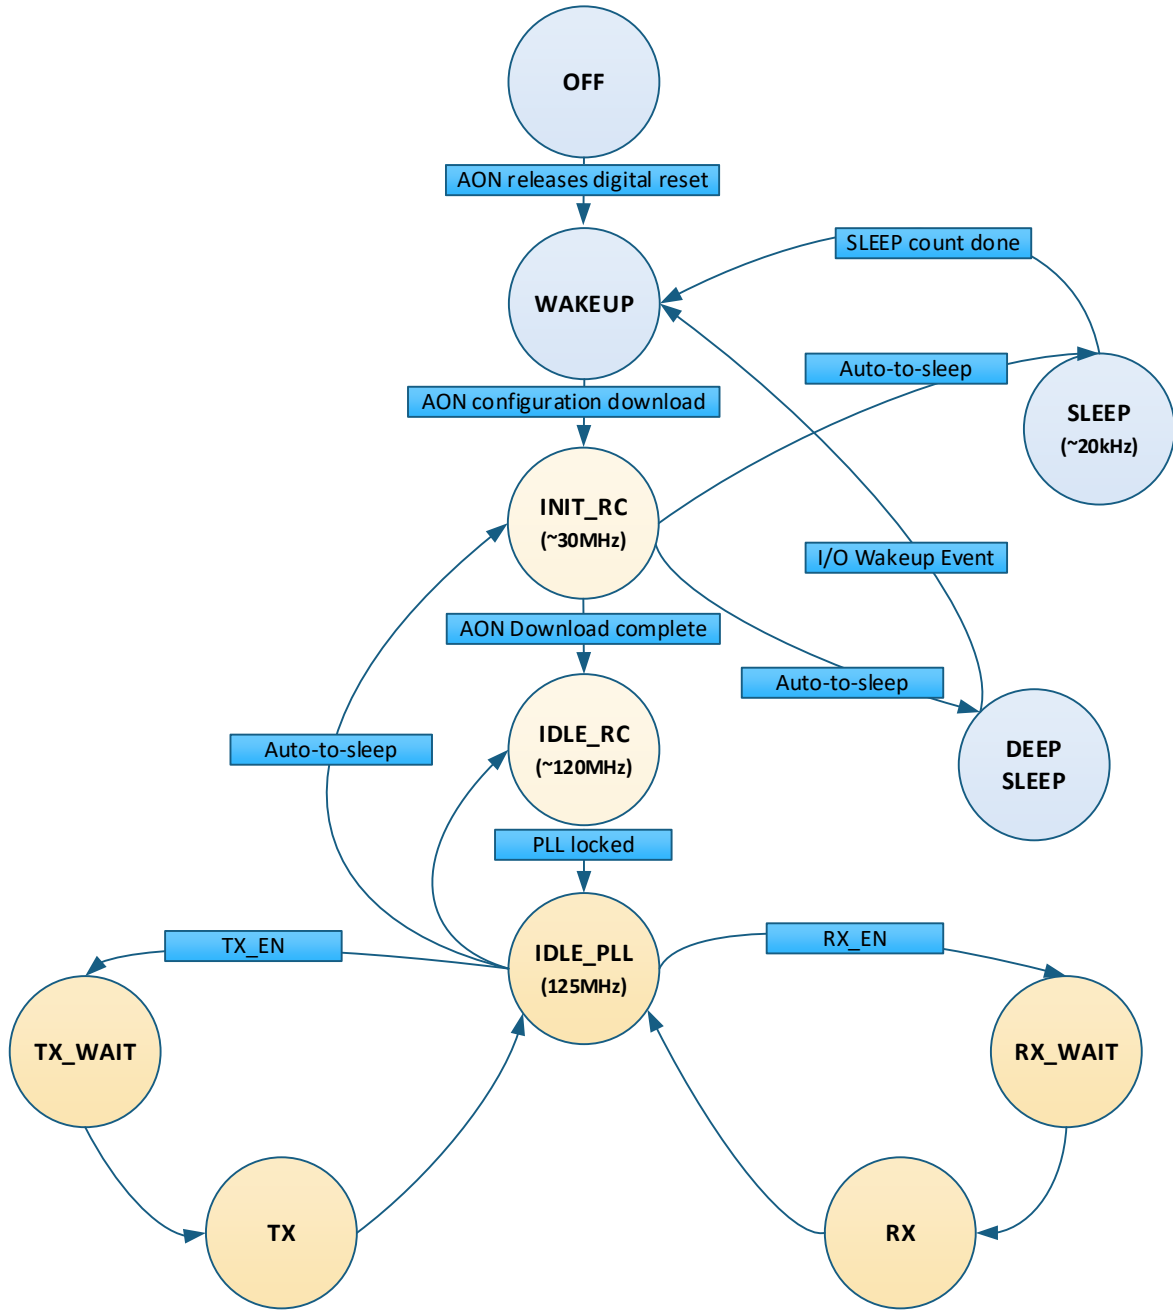 OFF
AON releases digital reset
SLEEP count done
WAKEUP
Auto-to-sleep
AON configuration download
SLEEP
(~20kHz)
INIT_RC
(~30MHz)
I/O Wakeup Event
AON Download complete
Auto-to-sleep
IDLE_RC
(~120MHz)
Auto-to-sleep
DEEP
SLEEP
PLL locked
TX_EN
IDLE_PLL
(125MHz)
RX_EN
TX_WAIT
RX_WAIT
TX
RX